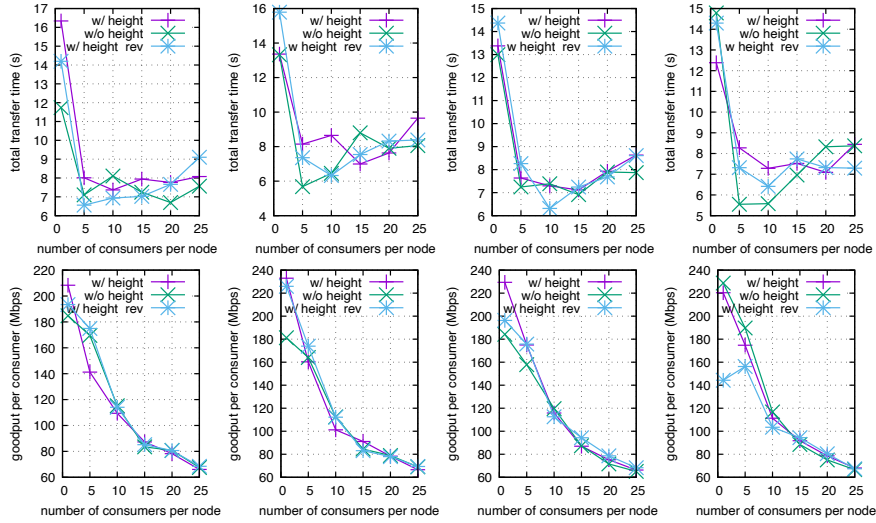 17
16
15
14
13
12
11
10
9
8
7
6
0 5 10 15 20 25
total transfer time (s)
number of consumers per node
w/ height
w/o height
w/ height rev
16
14
12
10
8
6
4
0 5 10 15 20 25
total transfer time (s)
number of consumers per node
w/ height
w/o height
w/ height rev
15
14
13
12
11
10
9
8
7
6
0 5 10 15 20 25
total transfer time (s)
number of consumers per node
w/ height
w/o height
w height rev
15
14
13
12
11
10
9
8
7
6
5
0 5 10 15 20 25
total transfer time (s)
number of consumers per node
w/ height
w/o height
w height rev
220
200
180
160
140
120
100
80
60
0 5 10 15 20 25
goodput per consumer (Mbps)
number of consumers per node
w/ height
w/o height
w/ height rev
240
220
200
180
160
140
120
100
80
60
0 5 10 15 20 25
goodput per consumer (Mbps)
number of consumers per node
w/ height
w/o height
w/ height rev
240
220
200
180
160
140
120
100
80
60
0 5 10 15 20 25
goodput per consumer (Mbps)
number of consumers per node
w/ height
w/o height
w/ height rev
240
220
200
180
160
140
120
100
80
60
0 5 10 15 20 25
goodput per consumer (Mbps)
number of consumers per node
w/ height
w/o height
w/ height rev